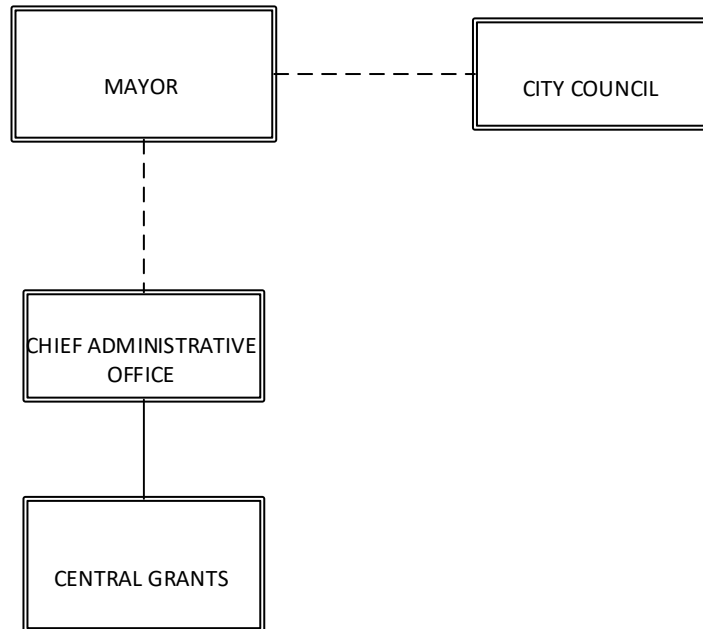 MAYOR
CITY COUNCIL
CHIEF ADMINISTRATIVE
OFFICE
CENTRAL GRANTS